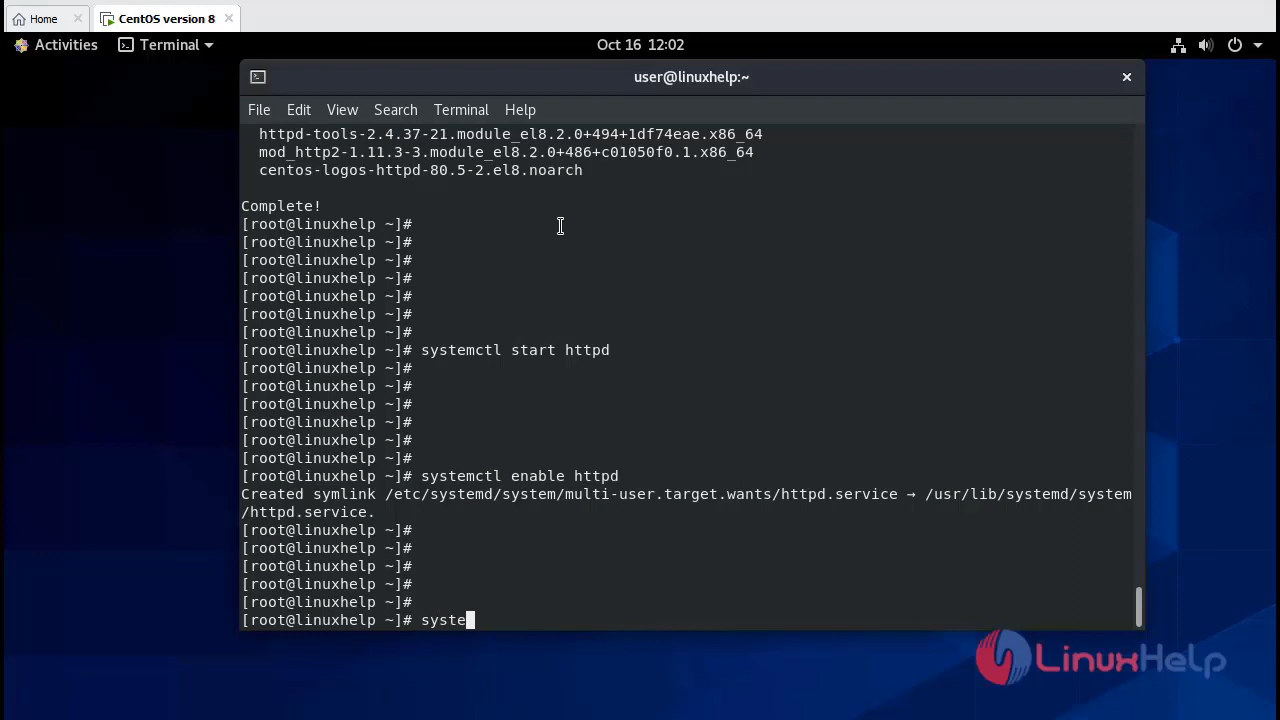 Home
CentOS version 8
Activities
Terminal
Oct 16 12:02
user@linuxhelp:~
File Edit View Search Terminal Help
httpd-tools-2.4.37-21.module_el8.2.0+494+1df74eae.x86_64
mod_http2-1.11.3-3.module_el8.2.0+486+c01050f0.1.x86_64
centos-logos-httpd-80.5-2.el8.noarch
Complete!
[root@linuxhelp ~]#
[root@linuxhelp ~]#
[root@linuxhelp ~]#
[root@linuxhelp ~]#
[root@linuxhelp ~]#
[root@linuxhelp ~]#
[root@linuxhelp ~]#
[root@linuxhelp ~]# systemctl start httpd
[root@linuxhelp ~]#
[root@linuxhelp ~]#
[root@linuxhelp ~]#
[root@linuxhelp ~]#
[root@linuxhelp ~]#
[root@linuxhelp ~]#
[root@linuxhelp ~]# systemctl enable httpd
Created symlink /etc/systemd/system/multi-user.target.wants/httpd.service → /usr/lib/systemd/system
/httpd.service.
[root@linuxhelp ~]#
[root@linuxhelp ~]#
[root@linuxhelp ~]#
[root@linuxhelp ~]#
[root@linuxhelp ~]#
[root@linuxhelp ~]# syste
LinuxHelp